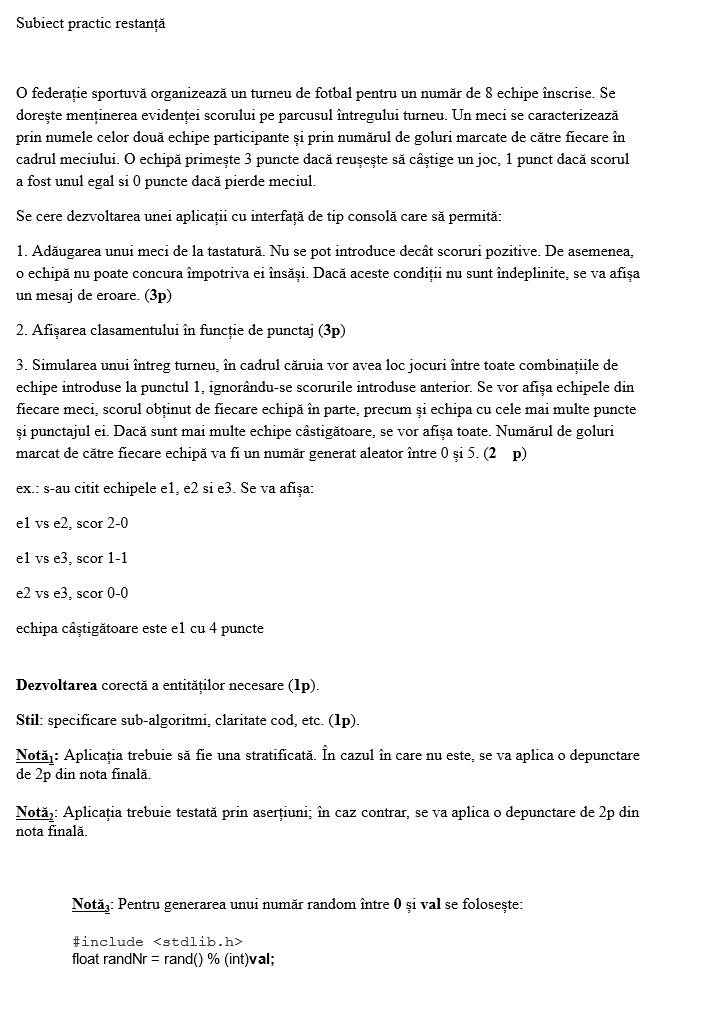 Subiect practic restanță
O federație sportuvă organizează un turneu de fotbal pentru un număr de 8 echipe înscrise. Se
dorește menținerea evidenței scorului pe parcusul întregului turneu. Un meci se caracterizează
prin numele celor două echipe participante și prin numărul de goluri marcate de către fiecare în
cadrul meciului. O echipă primește 3 puncte dacă reușește să câștige un joc, 1 punct dacă scorul
a fost unul egal si 0 puncte dacă pierde meciul.
Se cere dezvoltarea unei aplicații cu interfață de tip consolă care să permită:
1. Adăugarea unui meci de la tastatură. Nu se pot introduce decât scoruri pozitive. De asemenea,
o echipă nu poate concura împotriva ei însăși. Dacă aceste condiții nu sunt îndeplinite, se va afișa
un mesaj de eroare. (3p)
2. Afișarea clasamentului în funcție de punctaj (3p)
3. Simularea unui întreg turneu, în cadrul căruia vor avea loc jocuri între toate combinațiile de
echipe introduse la punctul 1, ignorându-se scorurile introduse anterior. Se vor afișa echipele din
fiecare meci, scorul obținut de fiecare echipă în parte, precum și echipa cu cele mai multe puncte
și punctajul ei. Dacă sunt mai multe echipe câstigătoare, se vor afișa toate. Numărul de goluri
marcat de către fiecare echipă va fi un număr generat aleator între 0 și 5. (2 p)
ex.: s-au citit echipele e1, e2 si e3. Se va afișa:
e1 vs e2, scor 2-0
e1 vs e3, scor 1-1
e2 vs e3, scor 0-0
echipa câștigătoare este e1 cu 4 puncte
Dezvoltarea corectă a entităților necesare (1p).
Stil: specificare sub-algoritmi, claritate cod, etc. (1p).
Notă1: Aplicația trebuie să fie una stratificată. În cazul în care nu este, se va aplica o depunctare
de 2p din nota finală.
Notă2: Aplicația trebuie testată prin aserțiuni; în caz contrar, se va aplica o depunctare de 2p din
nota finală.
Notă3: Pentru generarea unui număr random între 0 și val se folosește:
#include <stdlib.h>
float randNr = rand() % (int)val;